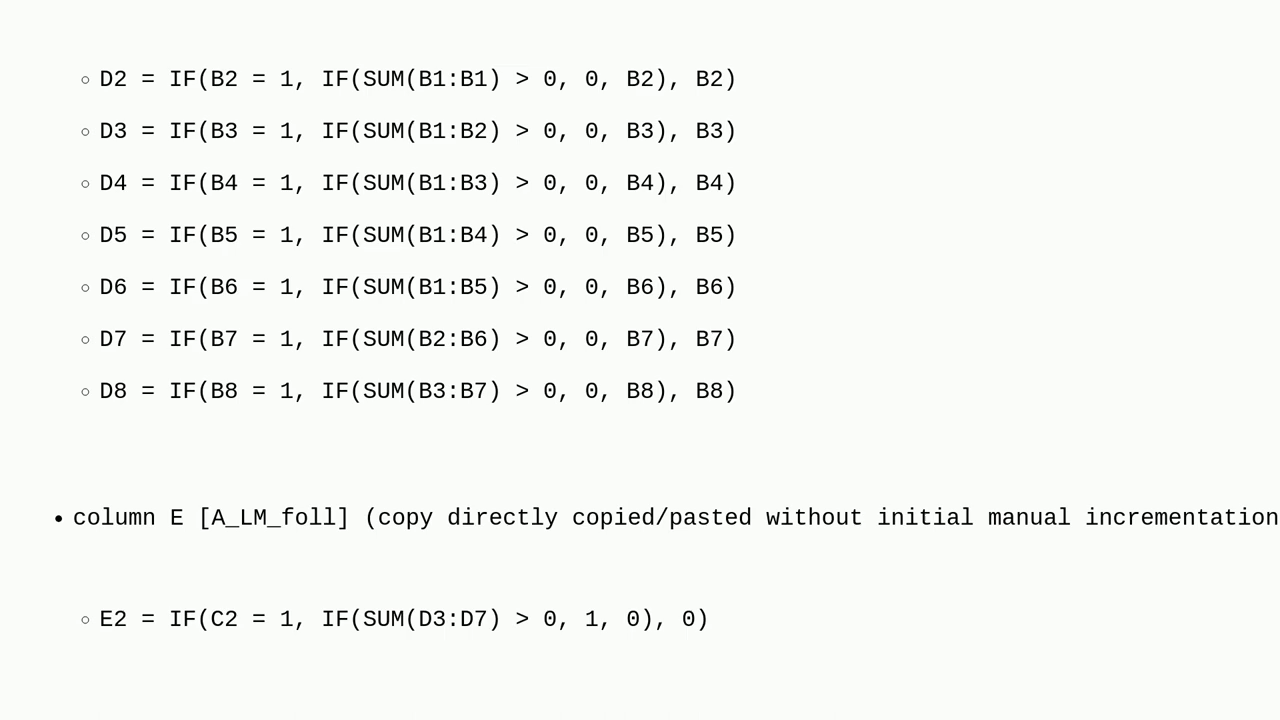 ○ D2 = IF(B2 = 1, IF(SUM(B1:B1) > 0, 0, B2), B2)
○ D3 = IF(B3 = 1, IF(SUM(B1:B2) > 0, 0, B3), B3)
○ D4 = IF(B4 = 1, IF(SUM(B1:B3) > 0, 0, B4), B4)
○ D5 = IF(B5 = 1, IF(SUM(B1:B4) > 0, 0, B5), B5)
○ D6 = IF(B6 = 1, IF(SUM(B1:B5) > 0, 0, B6), B6)
○ D7 = IF(B7 = 1, IF(SUM(B2:B6) > 0, 0, B7), B7)
○ D8 = IF(B8 = 1, IF(SUM(B3:B7) > 0, 0, B8), B8)
• column E [A_LM_foll] (copy directly copied/pasted without initial manual incrementation
○ E2 = IF(C2 = 1, IF(SUM(D3:D7) > 0, 1, 0), 0)